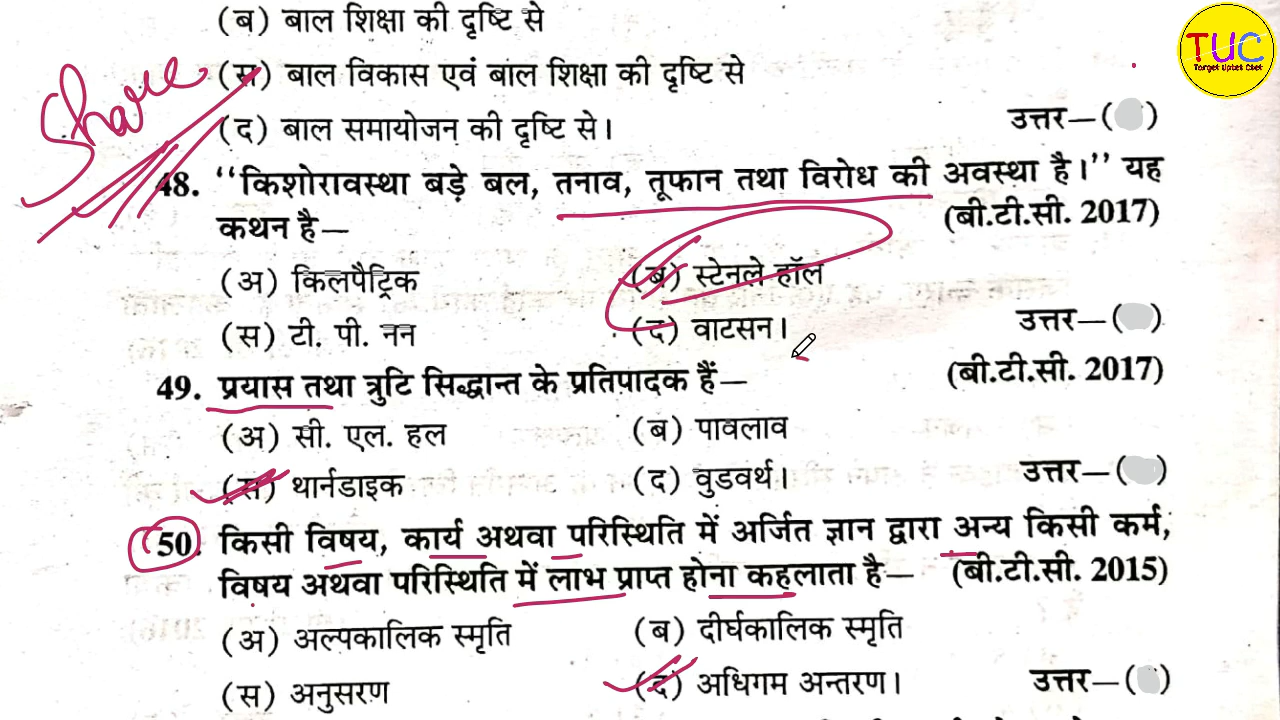 (ब) बाल शिक्षा की दृष्टि से
TUC
Target Uptet Ctet
Share
(स) बाल विकास एवं बाल शिक्षा की दृष्टि से
(द) बाल समायोजन की दृष्टि से। उत्तर—( )
48. ‘‘किशोरावस्था बड़े बल, तनाव, तूफान तथा विरोध की अवस्था है।’’ यह
कथन है— (बी.टी.सी. 2017)
(अ) किलपैट्रिक (ब) स्टेनले हॉल
(स) टी. पी. नन (द) वाटसन। उत्तर—( )
49. प्रयास तथा त्रुटि सिद्धान्त के प्रतिपादक हैं— (बी.टी.सी. 2017)
(अ) सी. एल. हल (ब) पावलाव
(स) थार्नडाइक (द) वुडवर्थ। उत्तर—( )
50. किसी विषय, कार्य अथवा परिस्थिति में अर्जित ज्ञान द्वारा अन्य किसी कर्म,
विषय अथवा परिस्थिति में लाभ प्राप्त होना कहलाता है— (बी.टी.सी. 2015)
(अ) अल्पकालिक स्मृति (ब) दीर्घकालिक स्मृति
(स) अनुसरण (द) अधिगम अन्तरण। उत्तर—( )